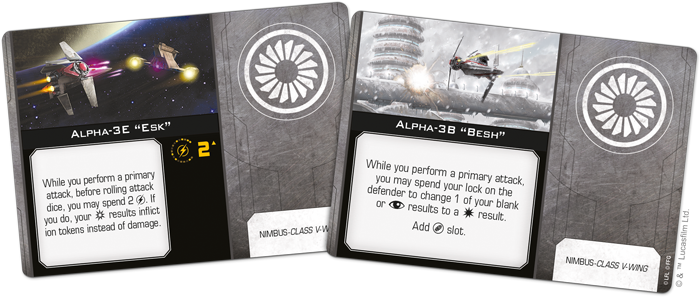 ALPHA-3E "ESK"
While you perform a primary
attack, before rolling attack
dice, you may spend 2 . If
you do, your results inflict
ion tokens instead of damage.
2
NIMBUS-CLASS V-WING
ALPHA-3B "BESH"
While you perform a primary attack,
you may spend your lock on the
defender to change 1 of your blank
or results to a result.
Add slot.
NIMBUS-CLASS V-WING
© LFL © FFG
© & ™ Lucasfilm Ltd.